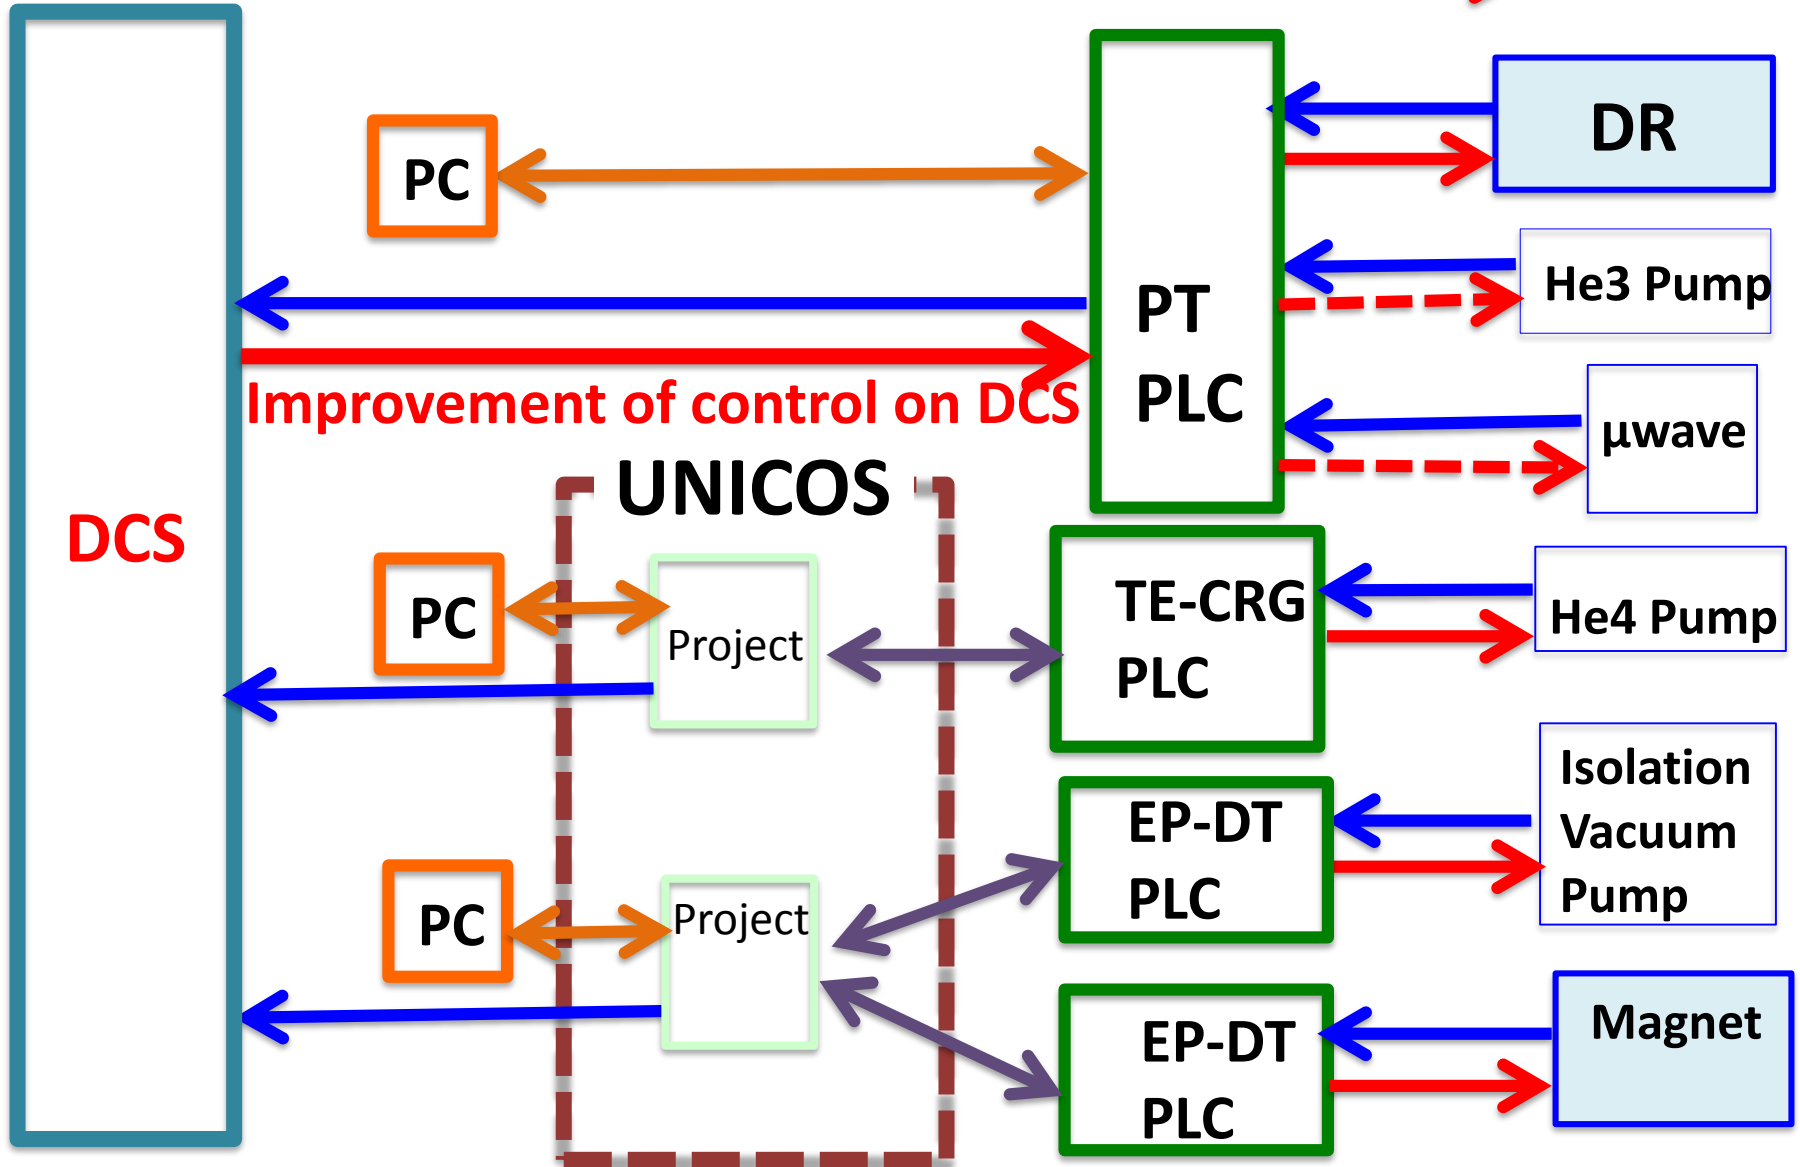 DR
PC
He3 Pump
PT
PLC
Improvement of control on DCS
µwave
UNICOS
DCS
PC
Project
TE-CRG
PLC
He4 Pump
Isolation
Vacuum
Pump
EP-DT
PLC
PC
Project
Magnet
EP-DT
PLC